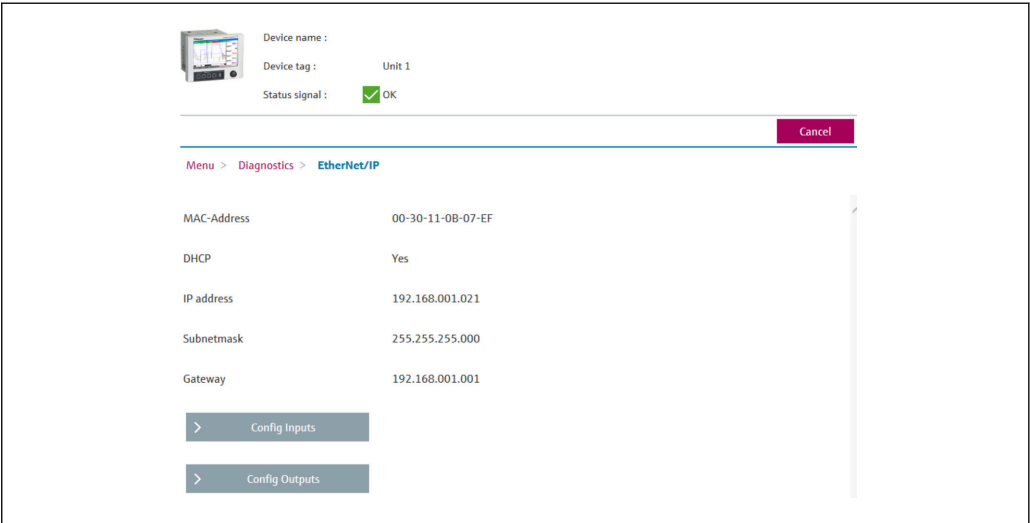 Device name :
Device tag : Unit 1
Status signal : OK
Cancel
Menu > Diagnostics > EtherNet/IP
MAC-Address 00-30-11-0B-07-EF
DHCP Yes
IP address 192.168.001.021
Subnetmask 255.255.255.000
Gateway 192.168.001.001
> Config Inputs
> Config Outputs